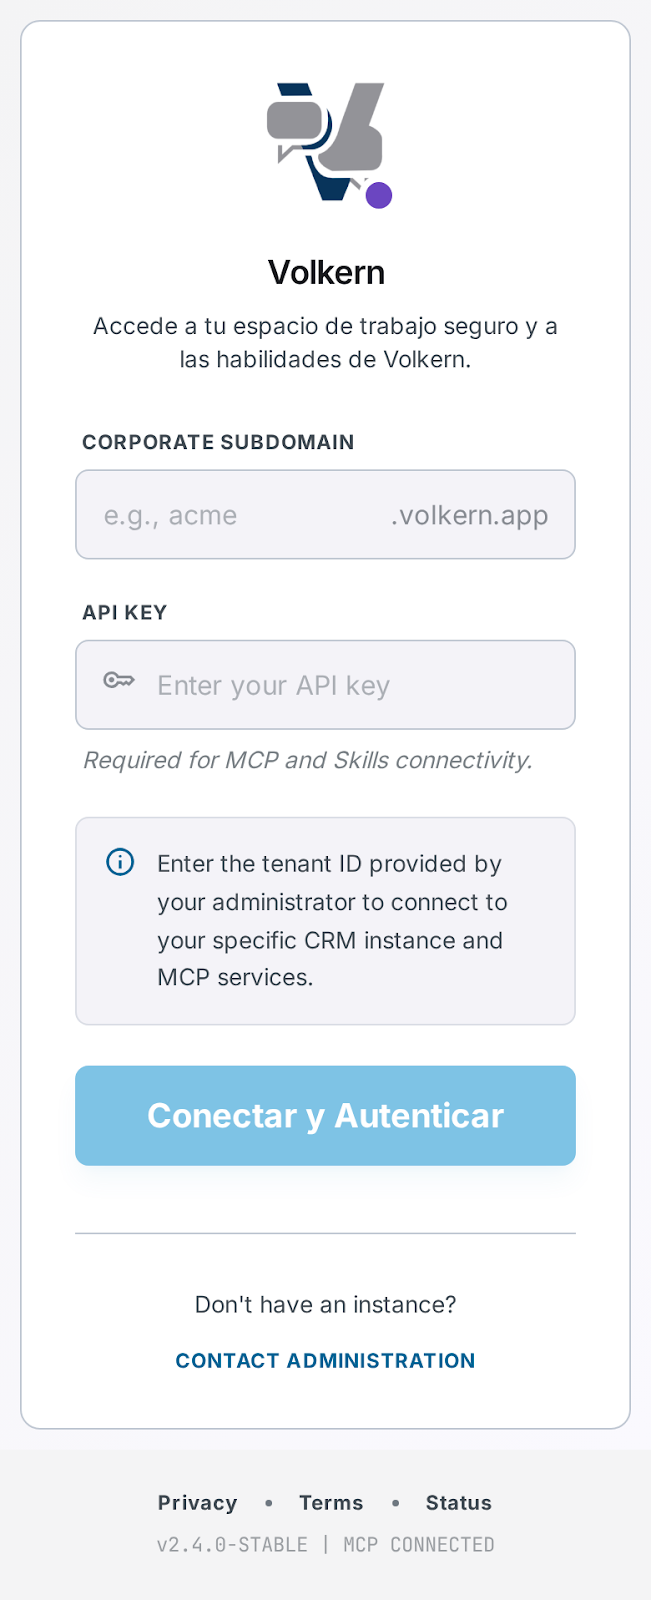 Volkern
Accede a tu espacio de trabajo seguro y a
las habilidades de Volkern.
CORPORATE SUBDOMAIN
e.g., acme .volkern.app
API KEY
Enter your API key
Required for MCP and Skills connectivity.
Enter the tenant ID provided by
your administrator to connect to
your specific CRM instance and
MCP services.
Conectar y Autenticar
Don't have an instance?
CONTACT ADMINISTRATION
Privacy • Terms • Status
v2.4.0-STABLE | MCP CONNECTED